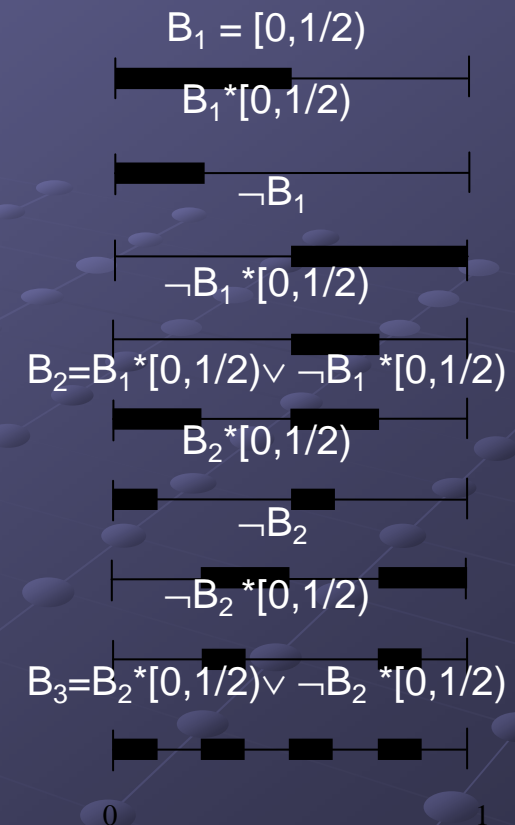 B₁ = [0,1/2)
B₁*[0,1/2)
¬B₁
¬B₁ *[0,1/2)
B₂=B₁*[0,1/2)∨ ¬B₁ *[0,1/2)
B₂*[0,1/2)
¬B₂
¬B₂ *[0,1/2)
B₃=B₂*[0,1/2)∨ ¬B₂ *[0,1/2)
0 1